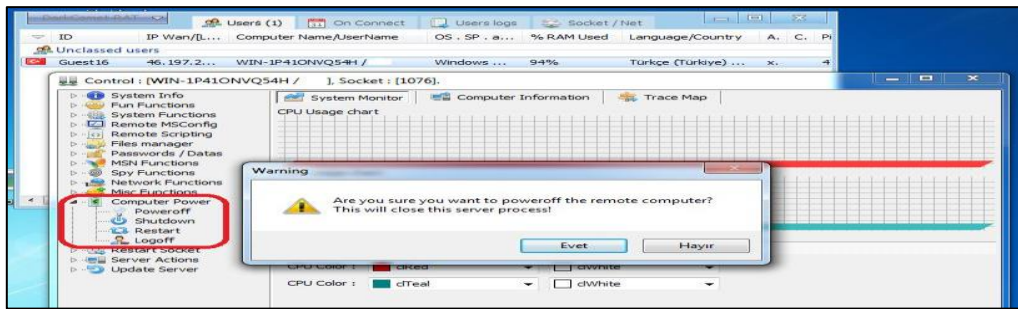 DarkComet-RAT
Users (1) On Connect Users logs Socket / Net
ID IP Wan/[L... Computer Name/UserName OS . SP . a... % RAM Used Language/Country A. C.
Unclassed users
Guest16 46.197.2... WIN-1P41ONVQ54H / Windows ... 94% Türkçe (Türkiye) ... x. 4
Control : [WIN-1P41ONVQ54H / ], Socket : [1076].
System Info
Fun Functions
System Functions
Remote MSConfig
Remote Scripting
Files manager
Passwords / Datas
MSN Functions
Spy Functions
Network Functions
Misc Functions
Computer Power
Poweroff
Shutdown
Restart
Logoff
Restart Socket
Server Actions
Update Server
System Monitor Computer Information Trace Map
CPU Usage chart
Warning
Are you sure you want to poweroff the remote computer?
This will close this server process!
Evet Hayır
CPU Color : clRed clWhite
CPU Color : clTeal clWhite